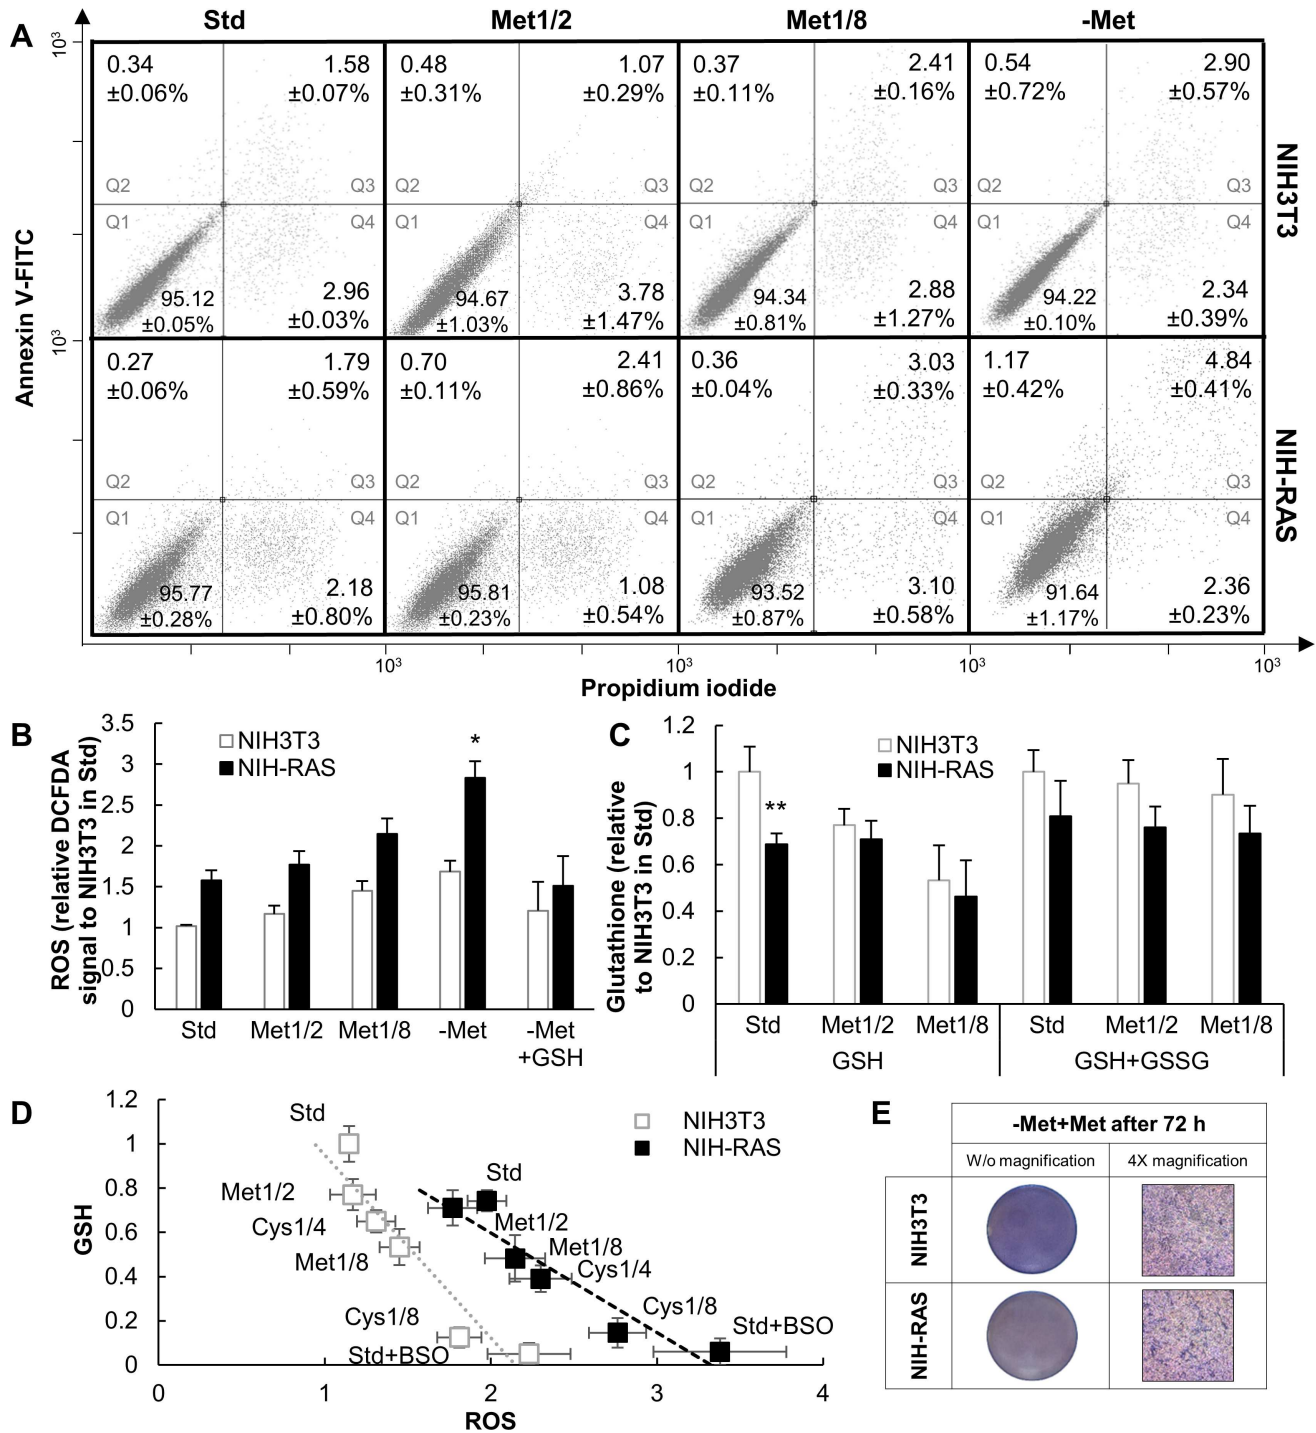 A
Std
Met1/2
Met1/8
-Met
10³
0.34
±0.06%
1.58
±0.07%
0.48
±0.31%
1.07
±0.29%
0.37
±0.11%
2.41
±0.16%
0.54
±0.72%
2.90
±0.57%
Q2
Q3
Q2
Q3
Q2
Q3
Q2
Q3
Q1
Q4
Q1
Q4
Q1
Q4
Q1
Q4
95.12
±0.05%
2.96
±0.03%
94.67
±1.03%
3.78
±1.47%
94.34
±0.81%
2.88
±1.27%
94.22
±0.10%
2.34
±0.39%
NIH3T3
Annexin V-FITC
10³
0.27
±0.06%
1.79
±0.59%
0.70
±0.11%
2.41
±0.86%
0.36
±0.04%
3.03
±0.33%
1.17
±0.42%
4.84
±0.41%
Q2
Q3
Q2
Q3
Q2
Q3
Q2
Q3
Q1
Q4
Q1
Q4
Q1
Q4
Q1
Q4
95.77
±0.28%
2.18
±0.80%
95.81
±0.23%
1.08
±0.54%
93.52
±0.87%
3.10
±0.58%
91.64
±1.17%
2.36
±0.23%
NIH-RAS
10³
10³
10³
10³
Propidium iodide
B
ROS (relative DCFDA
signal to NIH3T3 in Std)
3.5
3
2.5
2
1.5
1
0.5
0
NIH3T3
NIH-RAS
*
Std
Met1/2
Met1/8
-Met
-Met
+GSH
C
Glutathione (relative
to NIH3T3 in Std)
1.2
1
0.8
0.6
0.4
0.2
0
NIH3T3
NIH-RAS
**
Std
Met1/2
Met1/8
Std
Met1/2
Met1/8
GSH
GSH+GSSG
D
GSH
1.2
1
0.8
0.6
0.4
0.2
0
NIH3T3
NIH-RAS
Std
Met1/2
Cys1/4
Met1/8
Cys1/8
Std+BSO
Std
Met1/2
Met1/8
Cys1/4
Cys1/8
Std+BSO
0
1
2
3
4
ROS
E
-Met+Met after 72 h
W/o magnification
4X magnification
NIH3T3
NIH-RAS